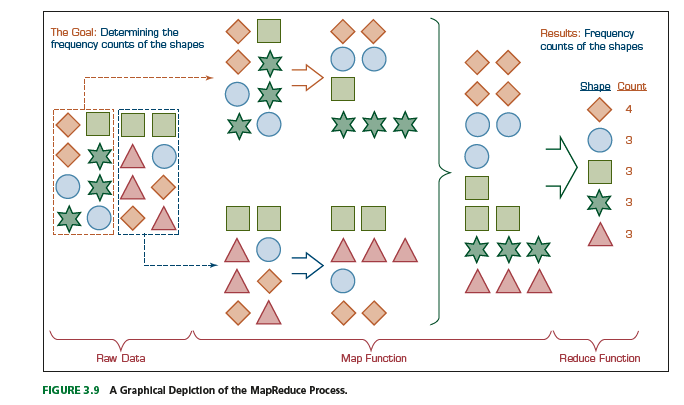 The Goal: Determining the
frequency counts of the shapes
Results: Frequency
counts of the shapes
Shape Count
4
3
3
3
3
Raw Data
Map Function
Reduce Function
FIGURE 3.9 A Graphical Depiction of the MapReduce Process.